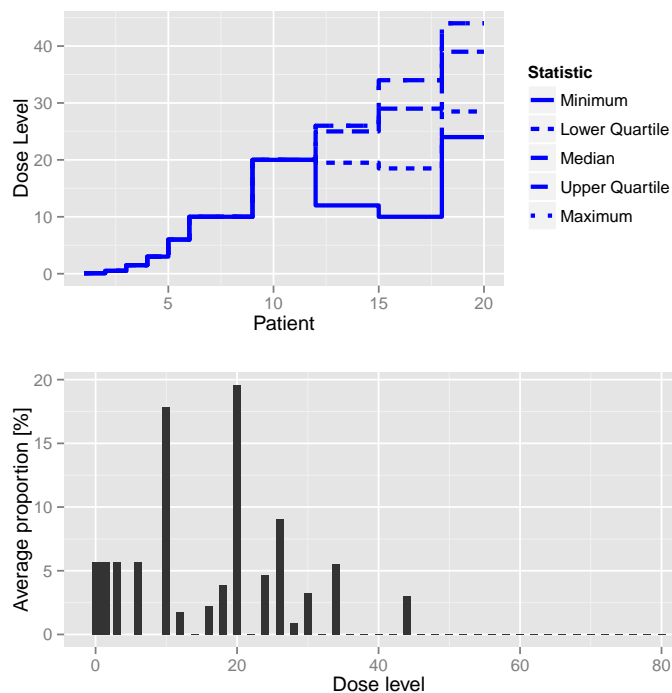 40
30
20
10
0
Dose Level
5
10
15
20
Patient
Statistic
Minimum
Lower Quartile
Median
Upper Quartile
Maximum
20
15
10
5
0
Average proportion [%]
0
20
40
60
80
Dose level